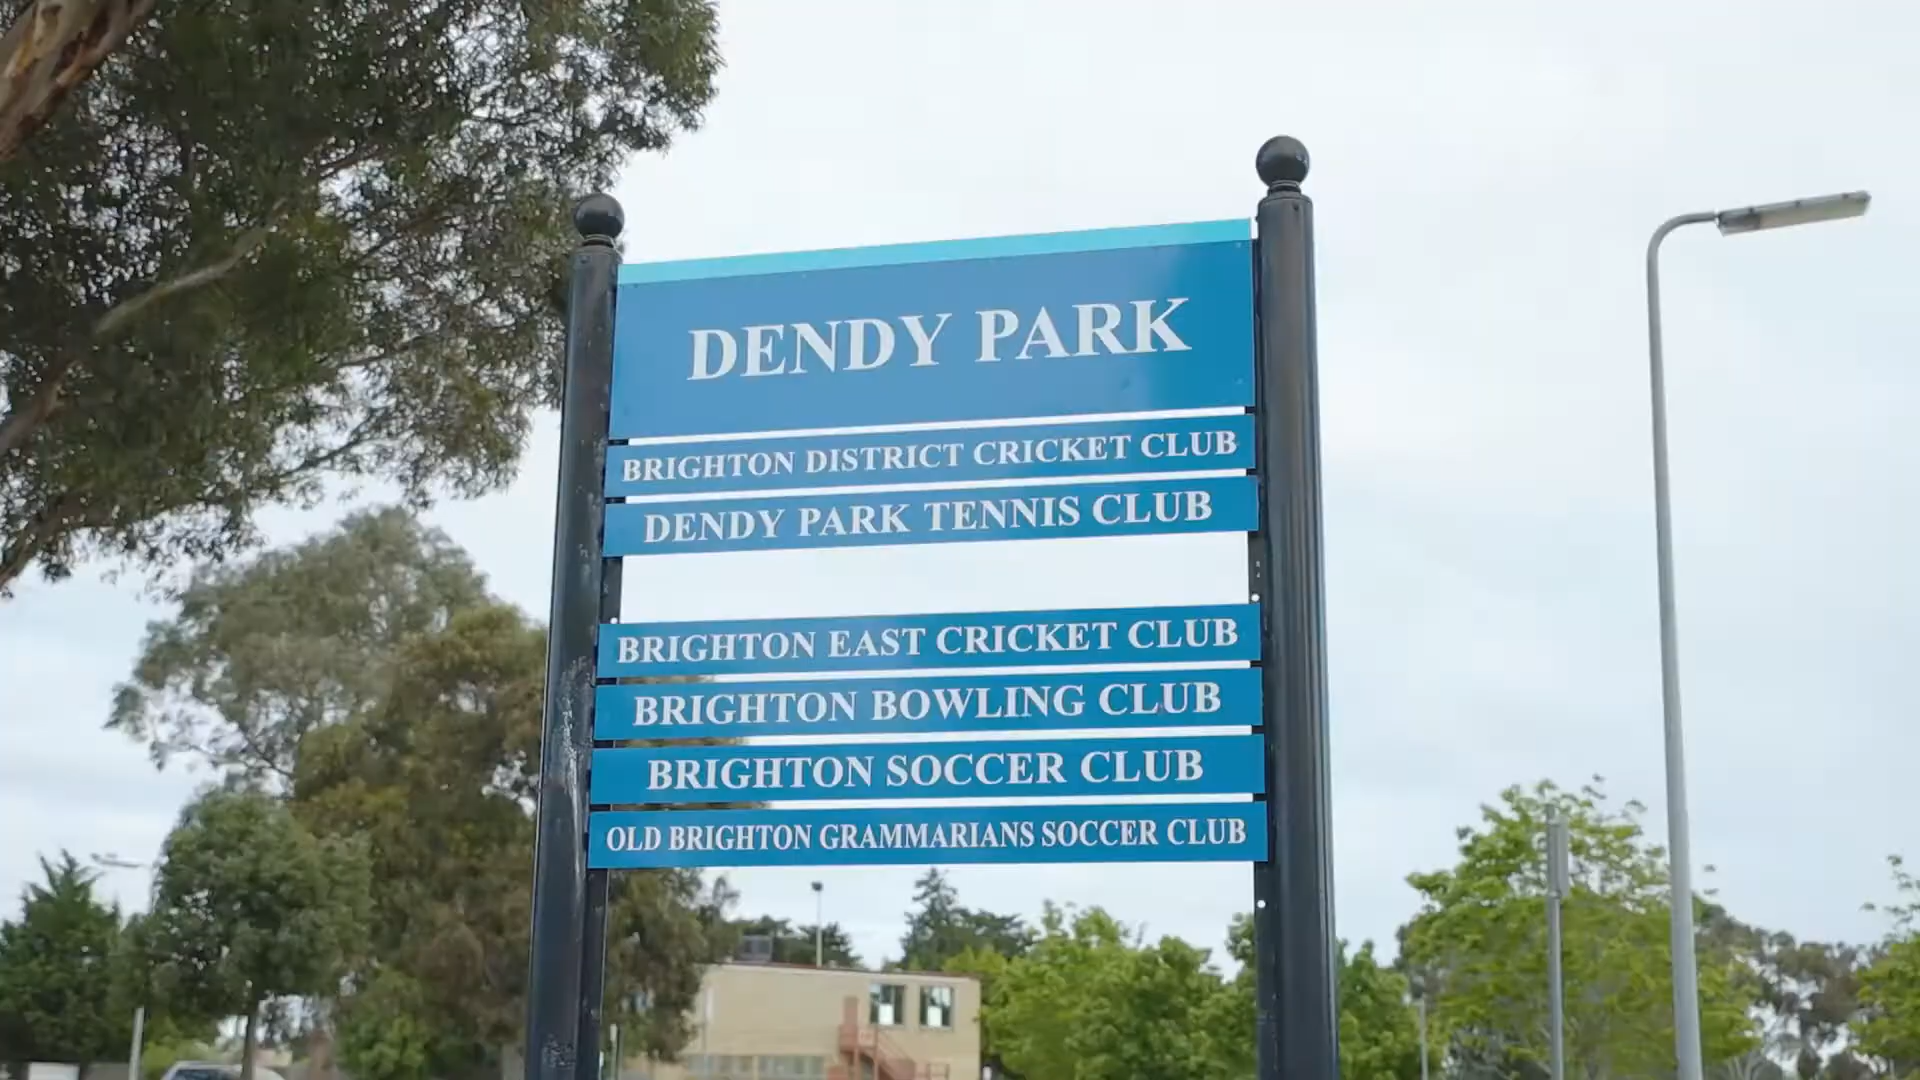 DENDY PARK
BRIGHTON DISTRICT CRICKET CLUB
DENDY PARK TENNIS CLUB
BRIGHTON EAST CRICKET CLUB
BRIGHTON BOWLING CLUB
BRIGHTON SOCCER CLUB
OLD BRIGHTON GRAMMARIANS SOCCER CLUB